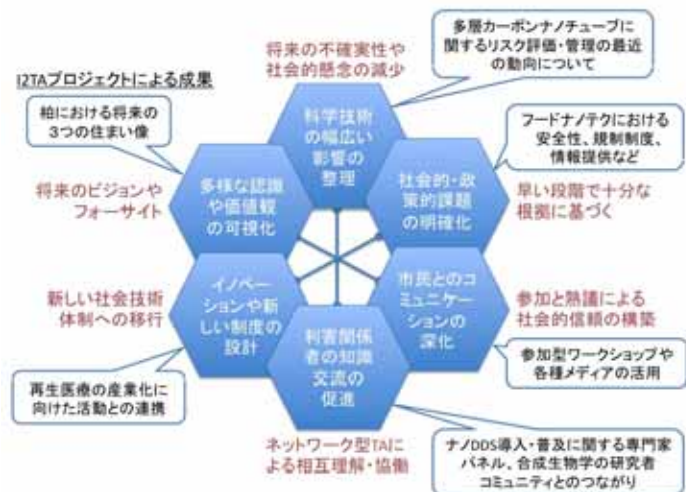 将来の不確実性や
社会的懸念の減少
多層カーボンナノチューブに
関するリスク評価・管理の最近
の動向について
I2TAプロジェクトによる成果
柏における将来の
3つの住まい像
科学技術
の幅広い
影響の
整理
フードナノテクにおける
安全性、規制制度、
情報提供など
将来のビジョンや
フォーサイト
多様な認識
や価値観
の可視化
社会的・政
策的課題
の明確化
早い段階で十分な
根拠に基づく
新しい社会技術
体制への移行
イノベー
ションや新
しい制度の
設計
市民とのコ
ミュニケー
ションの
深化
参加と熟議による
社会的信頼の構築
利害関係
者の知識
交流の
促進
再生医療の産業化に
向けた活動との連携
参加型ワークショップや
各種メディアの活用
ネットワーク型TAに
よる相互理解・協働
ナノDDS導入・普及に関する専門家
パネル、合成生物学の研究者
コミュニティとのつながり